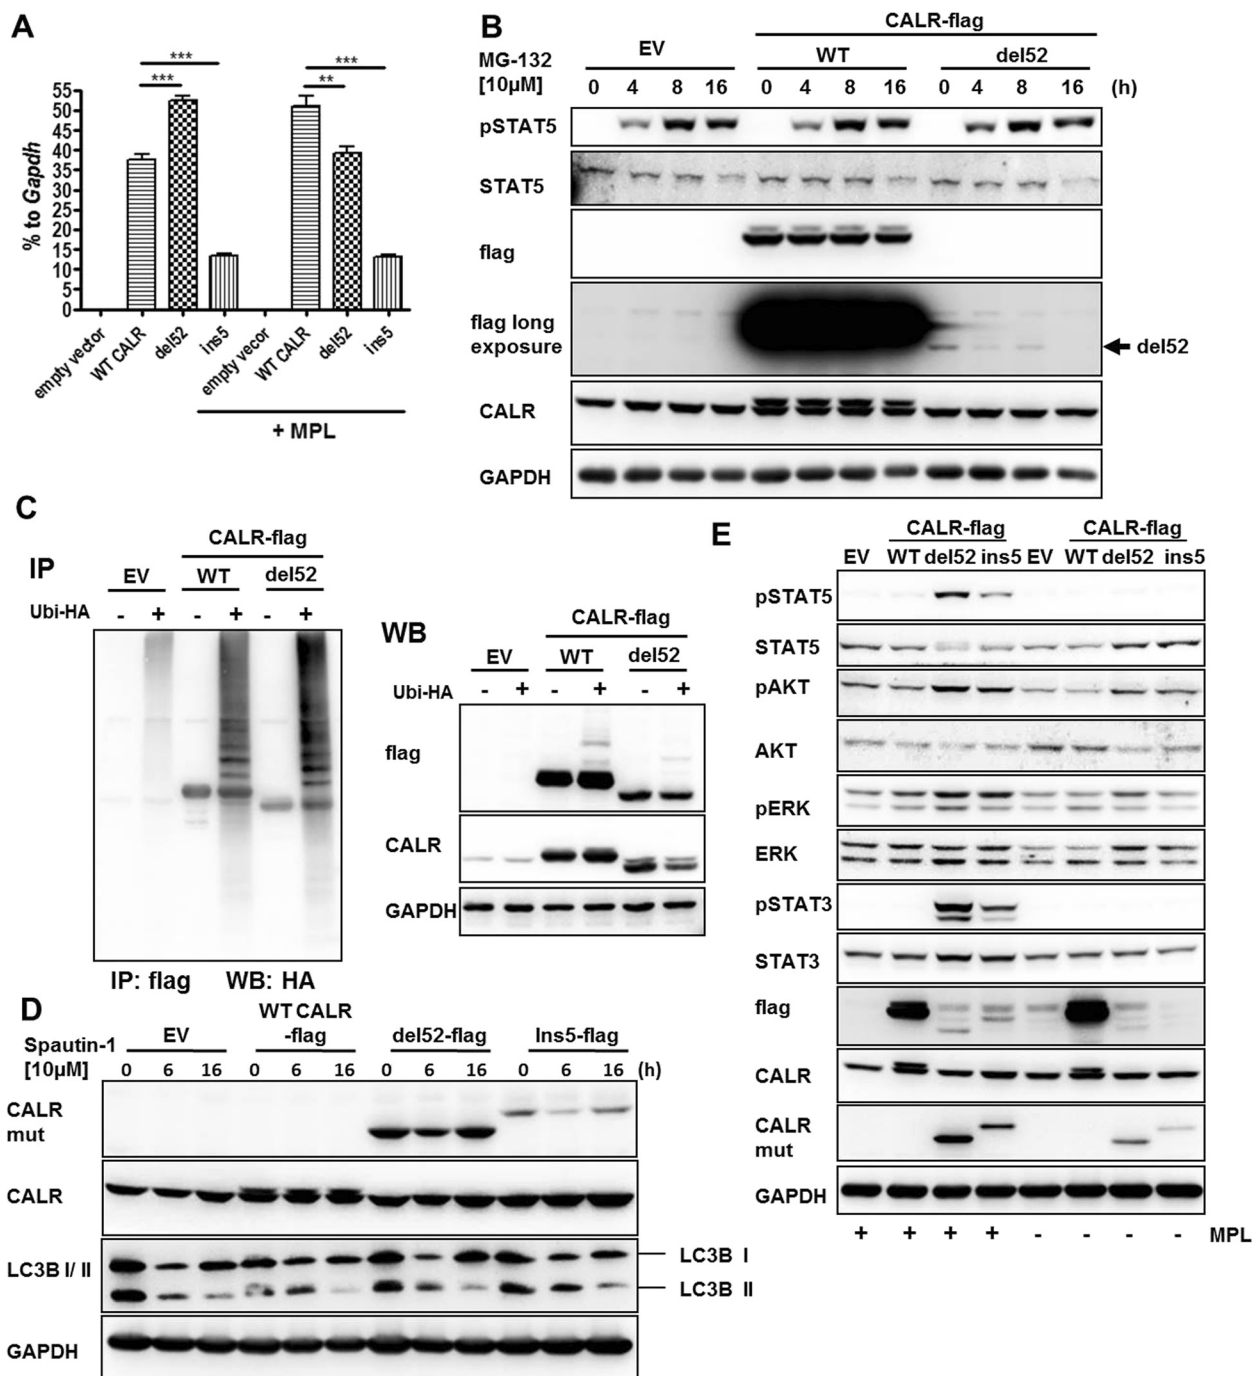 A
*** ***
*** **
% to Gapdh
55
50
45
40
35
30
25
20
15
10
5
0
empty vector
WT CALR
del52
ins5
empty vecor
WT CALR
del52
ins5
+ MPL
B
CALR-flag
MG-132
[10µM]
EV WT del52
0 4 8 16 0 4 8 16 0 4 8 16 (h)
pSTAT5
STAT5
flag
flag long
exposure
del52
CALR
GAPDH
C
IP
CALR-flag
EV WT del52
Ubi-HA - + - + - +
IP: flag WB: HA
WB
CALR-flag
EV WT del52
Ubi-HA - + - + - +
flag
CALR
GAPDH
D
Spautin-1
[10µM]
EV
WT CALR
-flag
del52-flag
Ins5-flag
0 6 16 0 6 16 0 6 16 0 6 16 (h)
CALR
mut
CALR
LC3B I/ II
LC3B I
LC3B II
GAPDH
E
CALR-flag CALR-flag
EV WT del52 ins5 EV WT del52 ins5
pSTAT5
STAT5
pAKT
AKT
pERK
ERK
pSTAT3
STAT3
flag
CALR
CALR
mut
GAPDH
+ + + + - - - - MPL